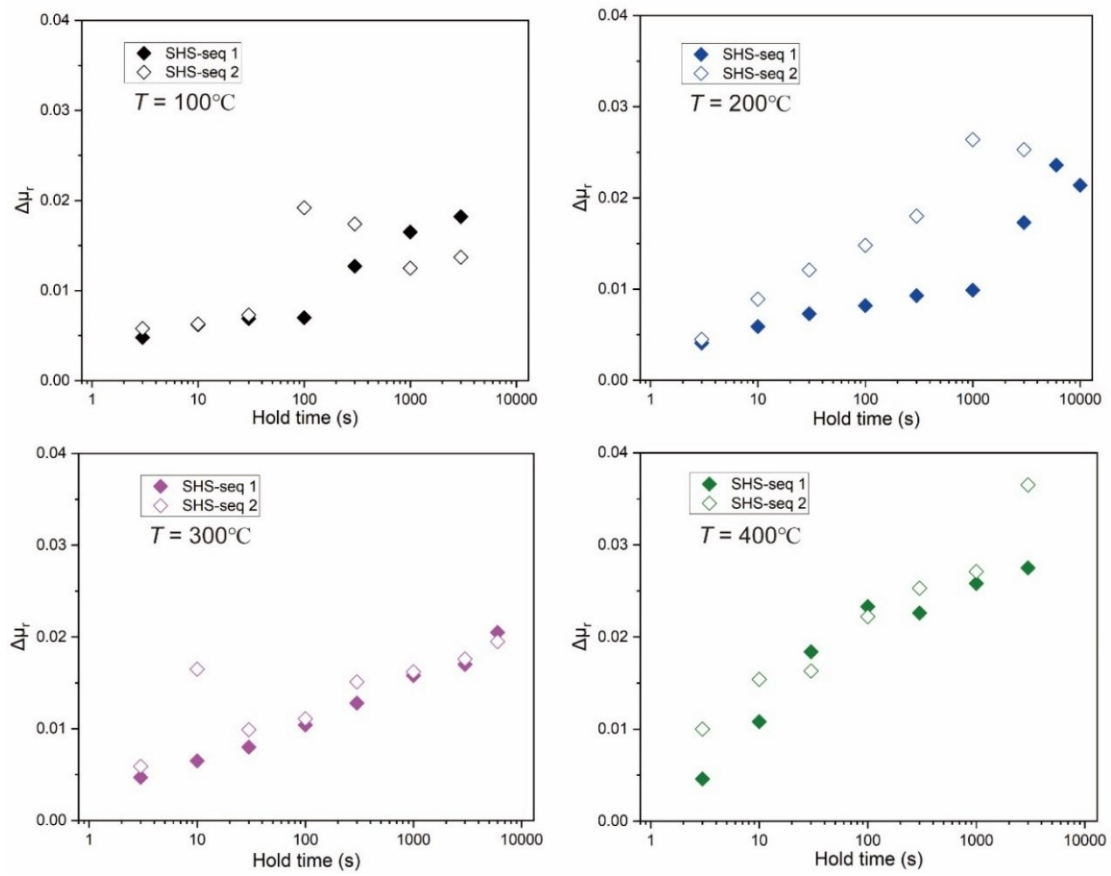 0.04
SHS-seq 1
SHS-seq 2
T = 100℃
0.03
0.02
0.01
0.00
Δμr
1 10 100 1000 10000
Hold time (s)
0.04
SHS-seq 1
SHS-seq 2
T = 200℃
0.03
0.02
0.01
0.00
Δμr
1 10 100 1000 10000
Hold time (s)
0.04
SHS-seq 1
SHS-seq 2
T = 300℃
0.03
0.02
0.01
0.00
Δμr
1 10 100 1000 10000
Hold time (s)
0.04
SHS-seq 1
SHS-seq 2
T = 400℃
0.03
0.02
0.01
0.00
Δμr
1 10 100 1000 10000
Hold time (s)